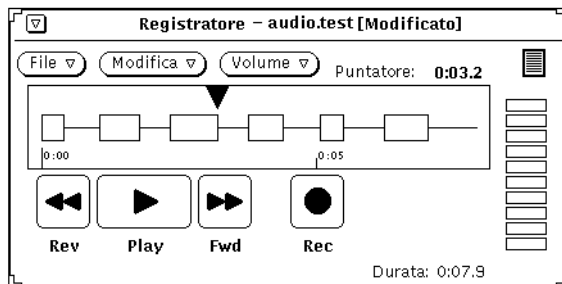 Registratore – audio.test [Modificato]
File Modifica Volume Puntatore: 0:03.2
0:00 0:05
Rev Play Fwd Rec
Durata: 0:07.9